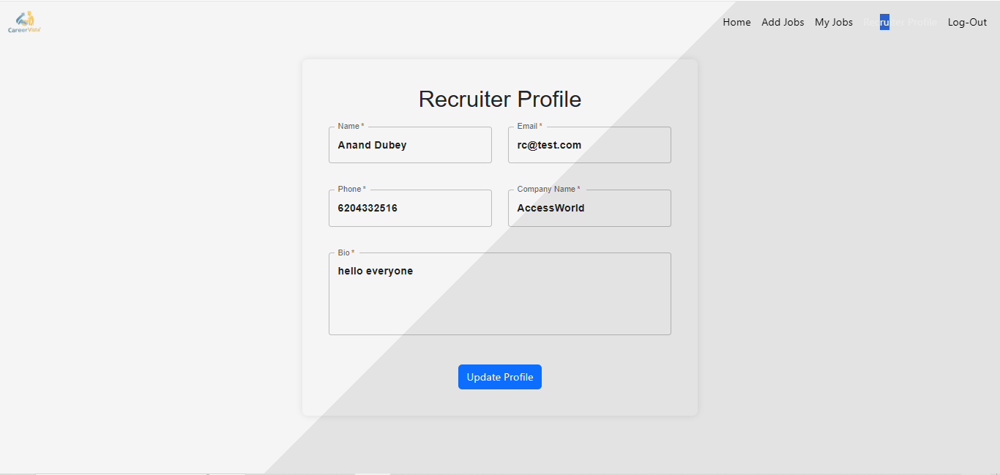 CareerVista
Home Add Jobs My Jobs Recruiter Profile Log-Out
Recruiter Profile
Name * Email *
Anand Dubey rc@test.com
Phone * Company Name *
6204332516 AccessWorld
Bio *
hello everyone
Update Profile